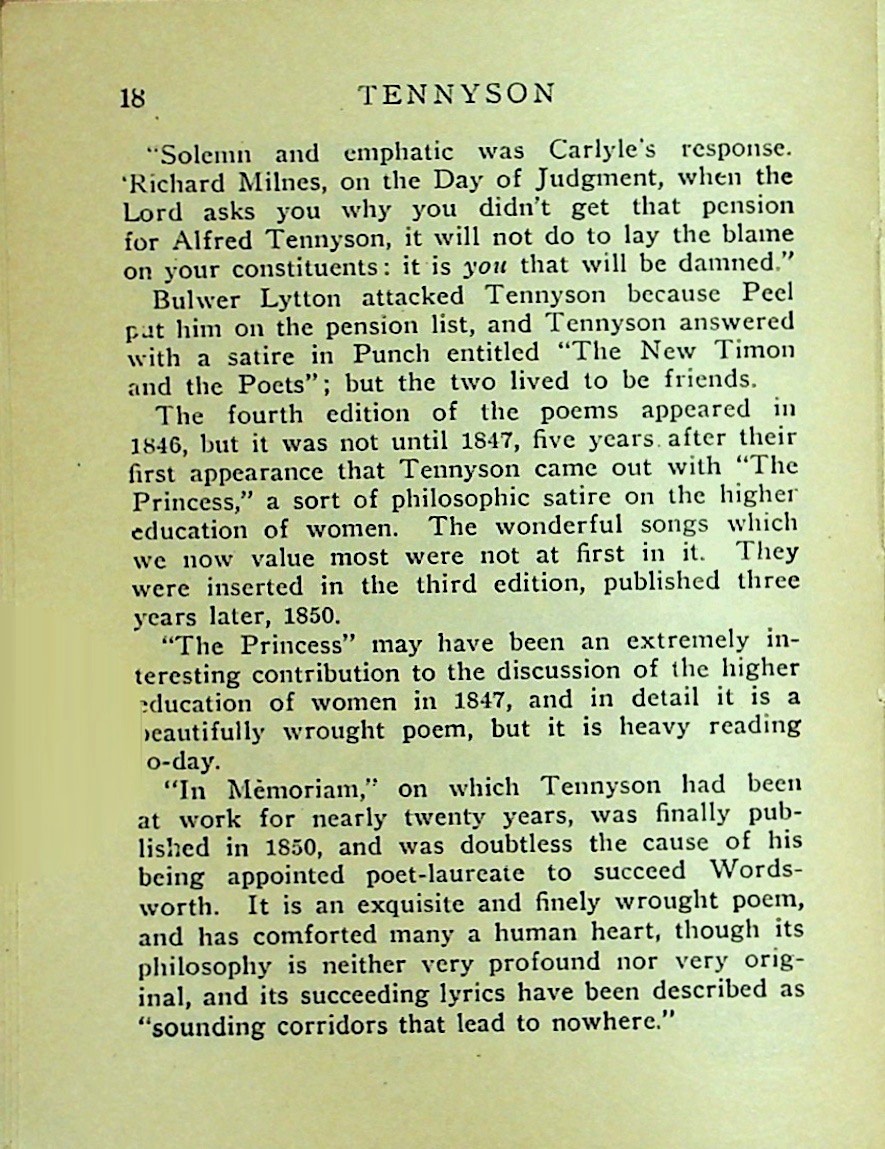 18 TENNYSON
"Solemn and emphatic was Carlyle's response.
'Richard Milnes, on the Day of Judgment, when the
Lord asks you why you didn't get that pension
for Alfred Tennyson, it will not do to lay the blame
on your constituents: it is you that will be damned."
Bulwer Lytton attacked Tennyson because Peel
put him on the pension list, and Tennyson answered
with a satire in Punch entitled "The New Timon
and the Poets"; but the two lived to be friends.
The fourth edition of the poems appeared in
1846, but it was not until 1847, five years after their
first appearance that Tennyson came out with "The
Princess," a sort of philosophic satire on the higher
education of women. The wonderful songs which
we now value most were not at first in it. They
were inserted in the third edition, published three
years later, 1850.
"The Princess" may have been an extremely in-
teresting contribution to the discussion of the higher
education of women in 1847, and in detail it is a
eautifully wrought poem, but it is heavy reading
o-day.
"In Mèmoriam," on which Tennyson had been
at work for nearly twenty years, was finally pub-
lished in 1850, and was doubtless the cause of his
being appointed poet-laureate to succeed Words-
worth. It is an exquisite and finely wrought poem,
and has comforted many a human heart, though its
philosophy is neither very profound nor very orig-
inal, and its succeeding lyrics have been described as
"sounding corridors that lead to nowhere."